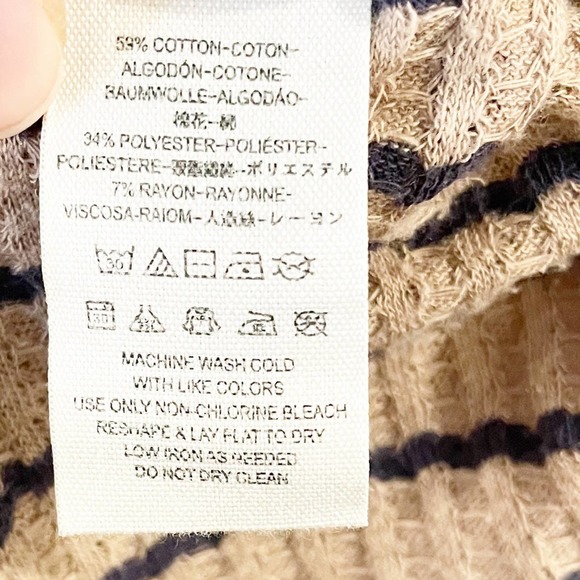 59% COTTON-COTON-
ALGODÓN-COTONE-
BAUMWOLLE-ALGODÃO-
棉花-綿
34% POLYESTER-POLIÉSTER-
POLIESTERE-聚酯纖維-ポリエステル
7% RAYON-RAYONNE-
VISCOSA-RAIOM-人造絲-レーヨン
30
MACHINE WASH COLD
WITH LIKE COLORS
USE ONLY NON-CHLORINE BLEACH
RESHAPE & LAY FLAT TO DRY
LOW IRON AS NEEDED
DO NOT DRY CLEAN